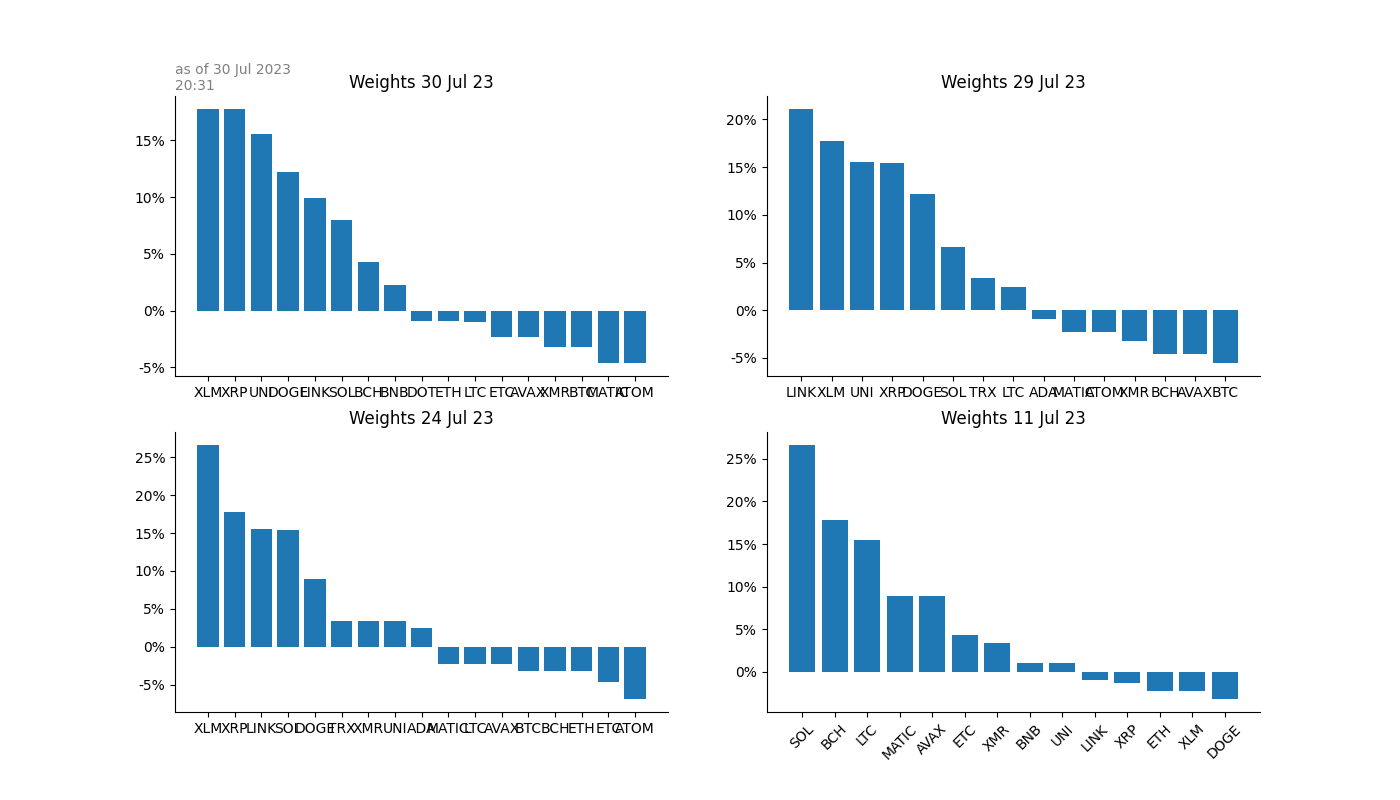 as of 30 Jul 2023
20:31
Weights 30 Jul 23
15%
10%
5%
0%
-5%
XLM XRP UNI DOGE LINK SOL BCH BNB DOT ETH LTC ETC AVAX XMR BTC MATIC ATOM
Weights 29 Jul 23
20%
15%
10%
5%
0%
-5%
LINK XLM UNI XRP DOGE SOL TRX LTC ADA MATIC ATOM XMR BCH AVAX BTC
Weights 24 Jul 23
25%
20%
15%
10%
5%
0%
-5%
XLM XRP LINK SOL DOGE TRX XMR UNI ADA MATIC LTC AVAX BTC BCH ETH ETC ATOM
Weights 11 Jul 23
25%
20%
15%
10%
5%
0%
SOL BCH LTC MATIC AVAX ETC XMR BNB UNI LINK XRP ETH XLM DOGE